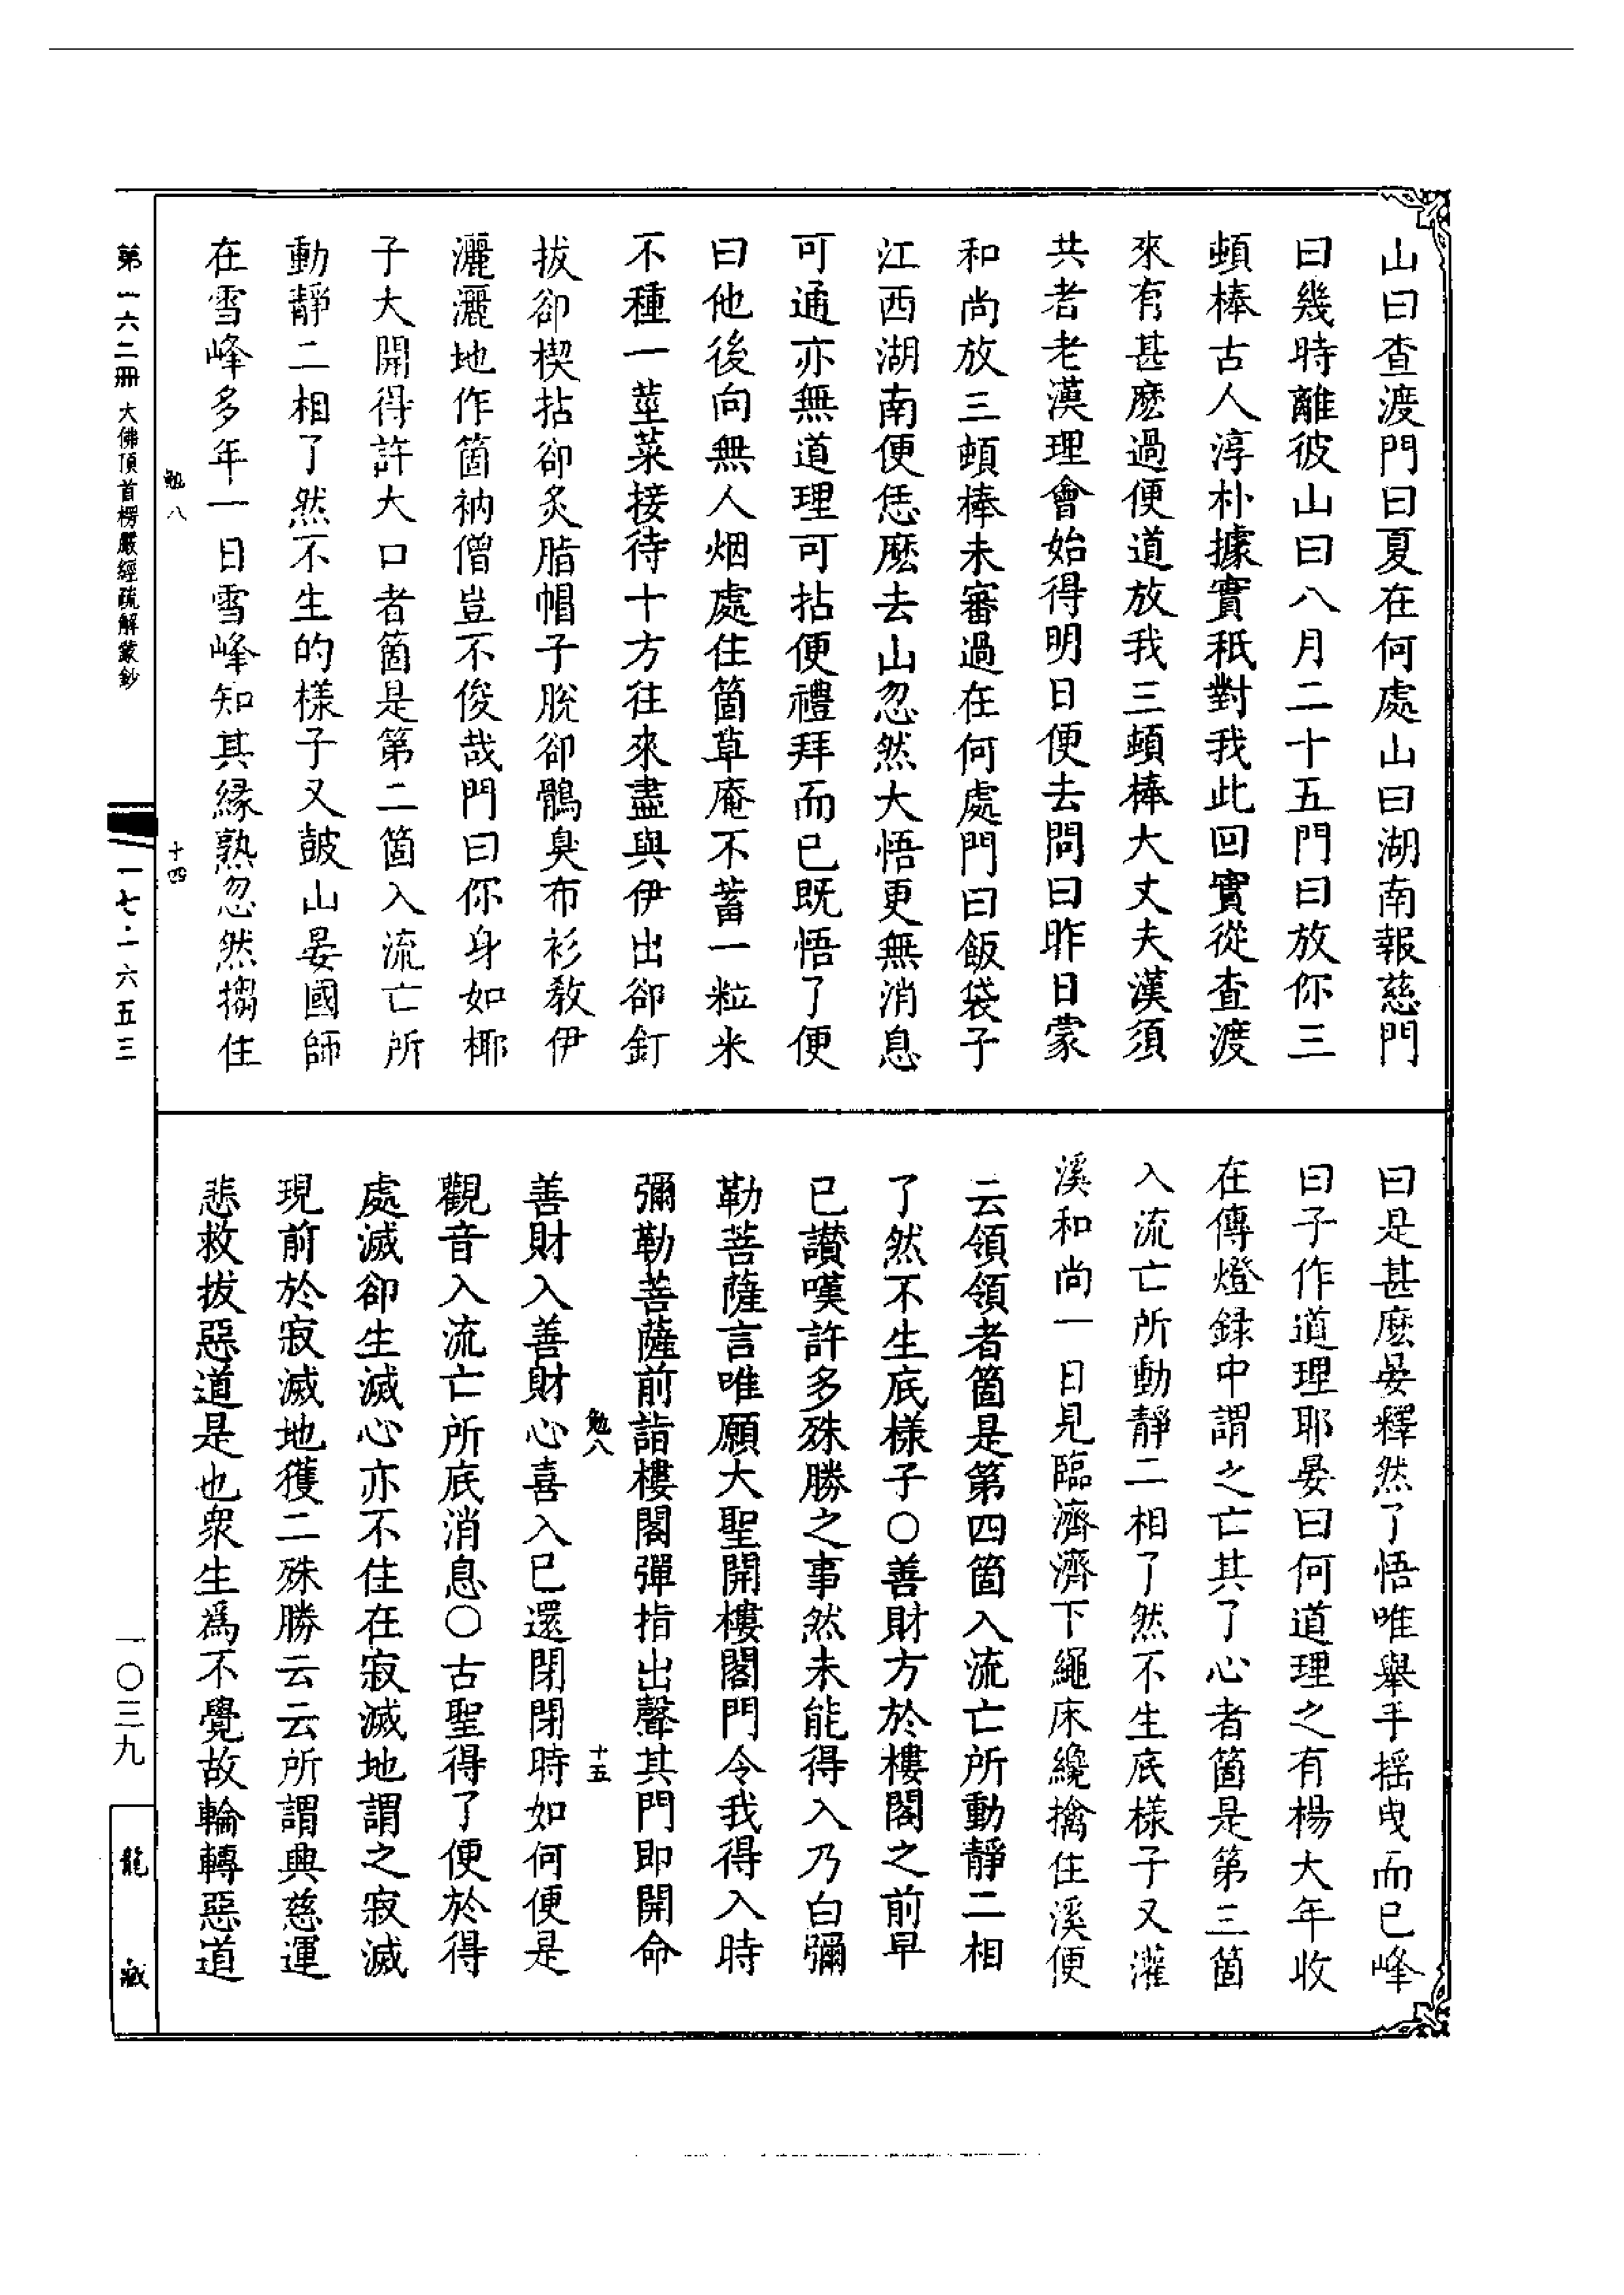 山曰查渡門曰夏在何處山曰湖南報慈門
曰幾時離彼山曰八月二十五門曰放你三
頓棒古人淳朴據實秖對我此回實從查渡
來有甚麽過便道放我三頓棒大丈夫漢須
共者老漢理會始得明日便去問曰昨日蒙
和尚放三頓棒未審過在何處門曰飯袋子
江西湖南便恁麽去山忽然大悟更無消息
可通亦無道理可拈便禮拜而已既悟了便
曰他後向無人烟處住箇草庵不蓄一粒米
不種一莖菜接待十方往來盡與伊出卻釘
拔卻楔拈卻炙脂帽子脫卻鶻臭布衫教伊
灑灑地作箇衲僧豈不俊哉門曰你身如椰
子大開得許大口者箇是第二箇入流亡所
動靜二相了然不生的樣子又鼓山晏國師
在雪峰多年一日雪峰知其緣熟忽然搊住
曰是甚麽晏釋然了悟唯舉手搖曳而已峰
曰子作道理耶晏曰何道理之有楊大年收
在傳燈錄中謂之亡其了心者箇是第三箇
入流亡所動靜二相了然不生底樣子又灌
溪和尚一日見臨濟濟下繩床纔擒住溪便
云領領者箇是第四箇入流亡所動靜二相
了然不生底樣子○善財方於樓閣之前早
已讃嘆許多殊勝之事然未能得入乃白彌
勒菩薩言唯願大聖開樓閣門令我得入時
彌勒菩薩前詣樓閣彈指出聲其門即開命
善財入善財心喜入已還閉閉時如何便是
觀音入流亡所底消息○古聖得了便於得
處滅卻生滅心亦不住在寂滅地謂之寂滅
現前於寂滅地獲二殊勝云云所謂興慈運
悲救拔惡道是也衆生爲不覺故輪轉惡道
勉八
十四
勉八
十五
第一六二冊 大佛頂首楞嚴經疏解蒙鈔
一七·一六五三
一〇三九
龍藏